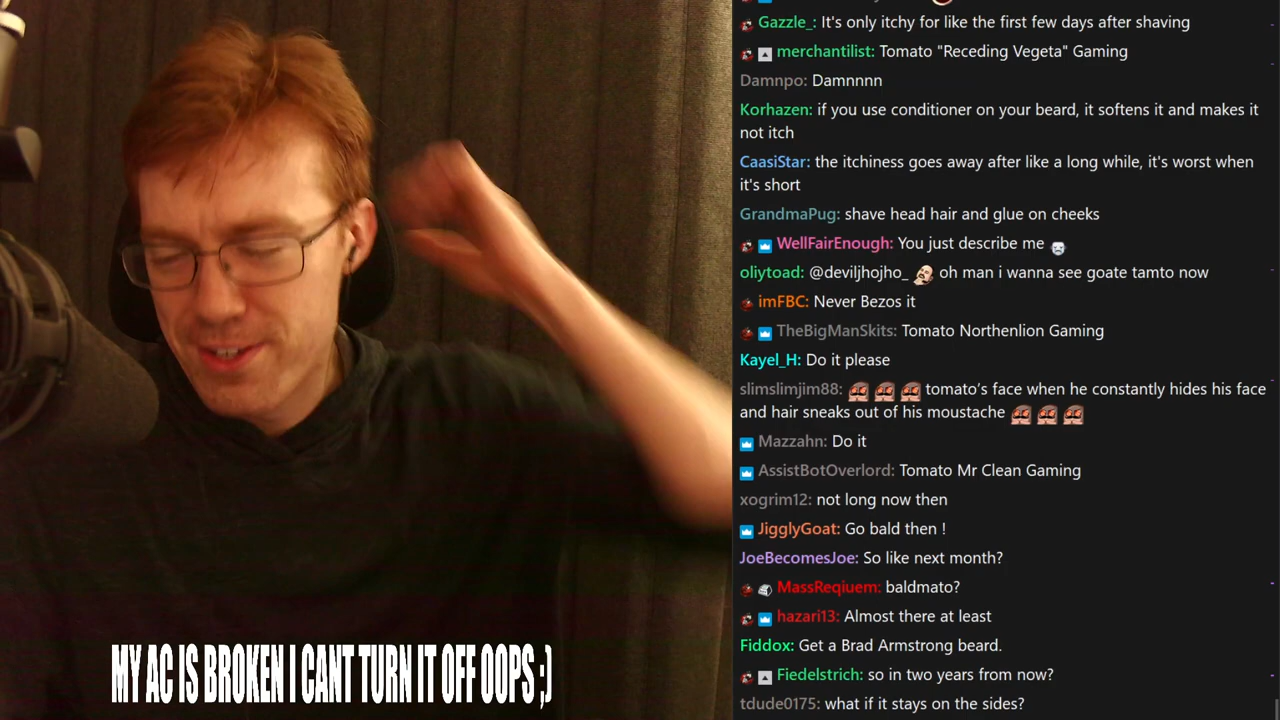 Gazzle_: It's only itchy for like the first few days after shaving
merchantilist: Tomato "Receding Vegeta" Gaming
Damnpo: Damnnnn
Korhazen: if you use conditioner on your beard, it softens it and makes it
not itch
CaasiStar: the itchiness goes away after like a long while, it's worst when
it's short
GrandmaPug: shave head hair and glue on cheeks
WellFairEnough: You just describe me
oliytoad: @deviljhojho_ oh man i wanna see goate tamto now
imFBC: Never Bezos it
TheBigManSkits: Tomato Northenlion Gaming
Kayel_H: Do it please
slimslimjim88: tomato’s face when he constantly hides his face
and hair sneaks out of his moustache
Mazzahn: Do it
AssistBotOverlord: Tomato Mr Clean Gaming
xogrim12: not long now then
JigglyGoat: Go bald then !
JoeBecomesJoe: So like next month?
MassReqiuem: baldmato?
hazari13: Almost there at least
Fiddox: Get a Brad Armstrong beard.
Fiedelstrich: so in two years from now?
tdude0175: what if it stays on the sides?
MY AC IS BROKEN I CANT TURN IT OFF OOPS ;)